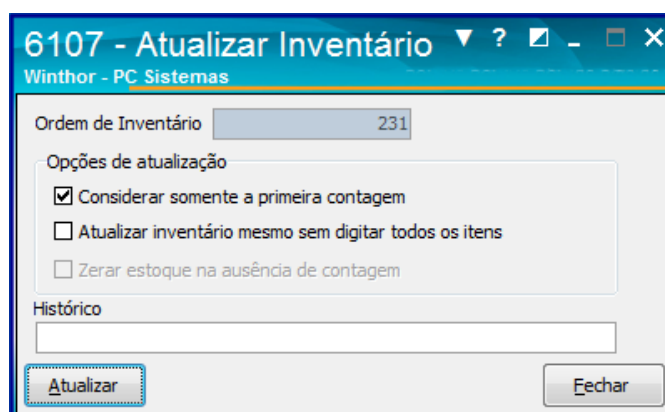 6107 - Atualizar Inventário
Winthor - PC Sistemas
Ordem de Inventário 231
Opções de atualização
Considerar somente a primeira contagem
Atualizar inventário mesmo sem digitar todos os itens
Zerar estoque na ausência de contagem
Histórico
Atualizar Fechar